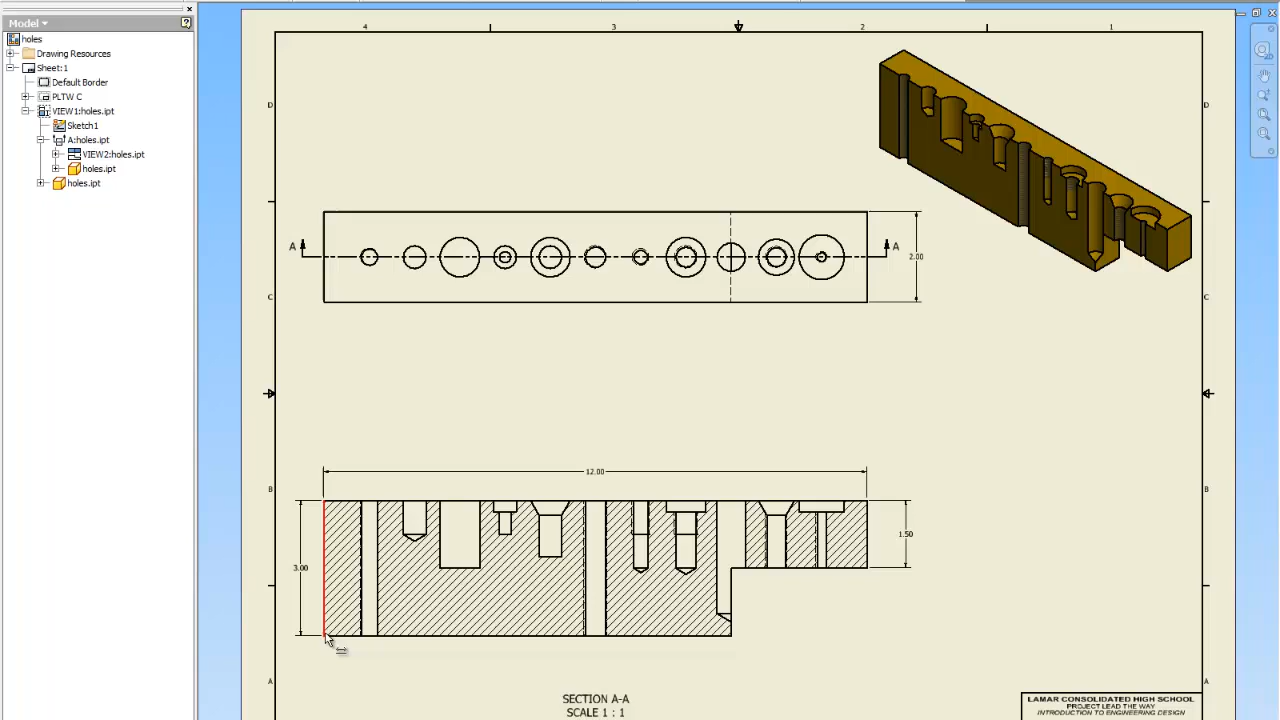 Model
?
holes
Drawing Resources
Sheet:1
Default Border
PLTW C
VIEW1:holes.ipt
Sketch1
A:holes.ipt
VIEW2:holes.ipt
holes.ipt
holes.ipt
4 3 2 1
D D
A A
2.00
C C
12.00
B B
3.00
1.50
A A
SECTION A-A
SCALE 1 : 1
LAMAR CONSOLIDATED HIGH SCHOOL
PROJECT LEAD THE WAY
INTRODUCTION TO ENGINEERING DESIGN